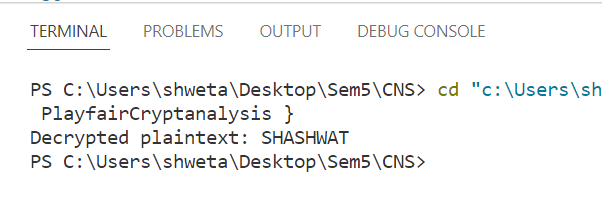 TERMINAL PROBLEMS OUTPUT DEBUG CONSOLE
PS C:\Users\shweta\Desktop\Sem5\CNS> cd "c:\Users\sh
PlayfairCryptanalysis }
Decrypted plaintext: SHASHWAT
PS C:\Users\shweta\Desktop\Sem5\CNS>